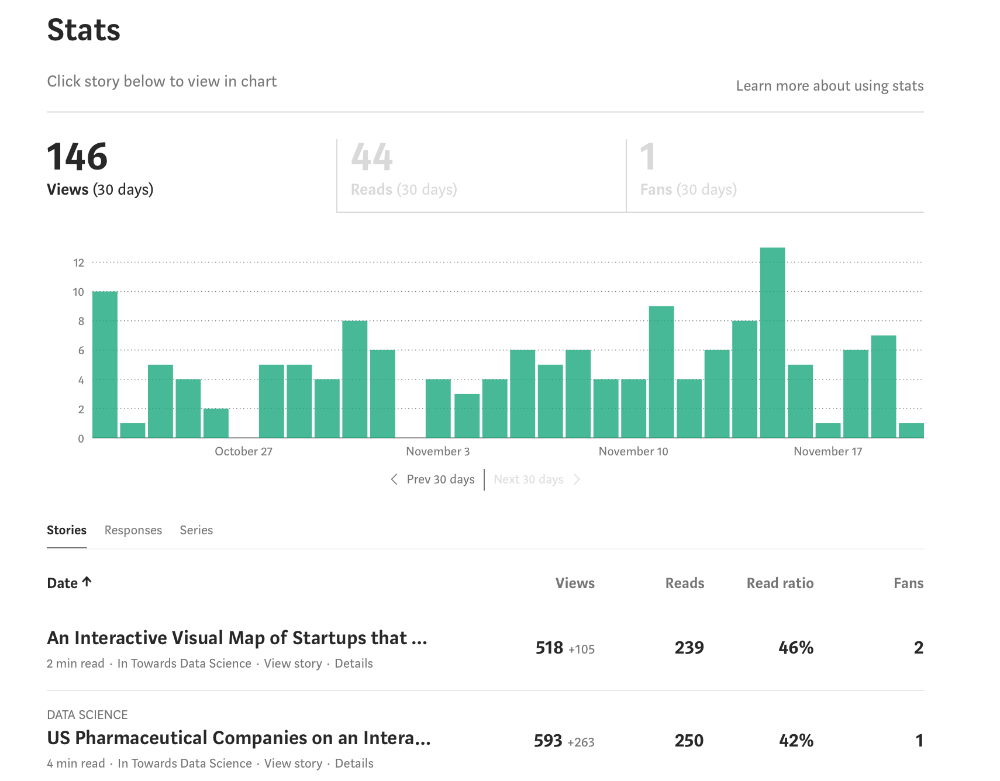 Stats
Click story below to view in chart
Learn more about using stats
146
Views (30 days)
44
Reads (30 days)
1
Fans (30 days)
12
10
8
6
4
2
0
October 27
November 3
November 10
November 17
Prev 30 days
Next 30 days
Stories Responses Series
Date ↑ Views Reads Read ratio Fans
An Interactive Visual Map of Startups that ...
518 +105 239 46% 2
2 min read · In Towards Data Science · View story · Details
DATA SCIENCE
US Pharmaceutical Companies on an Intera...
593 +263 250 42% 1
4 min read · In Towards Data Science · View story · Details